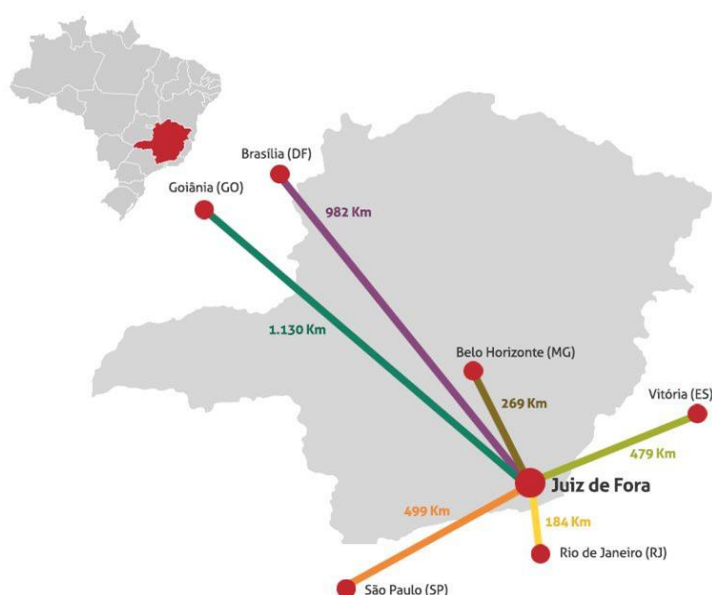 Brasília (DF)
Goiânia (GO)
982 Km
1.130 Km
Belo Horizonte (MG)
269 Km
Vitória (ES)
479 Km
Juiz de Fora
499 Km
184 Km
Rio de Janeiro (RJ)
São Paulo (SP)